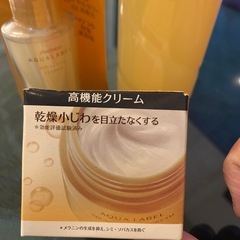 AQUALABEL
高機能クリーム
乾燥小じわを目立たなくする
※効能評価試験済み
AQUA LABEL
●メラニンの生成を抑え、シミ・ソバカスを防ぐ